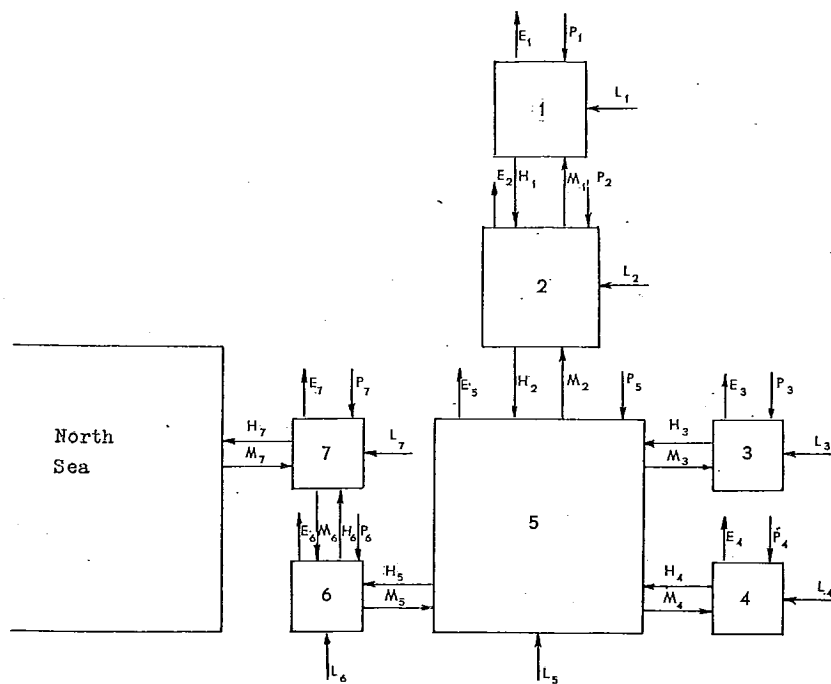 E₁ P₁
1 L₁
E₂ H₁ M₁ P₂
2 L₂
E₇ P₇ E₅ H₂ M₂ P₅ E₃ P₃
North
Sea
H₇ M₇ 7 L₇ H₃ M₃ 3 L₃
5
E₆ M₆ H₆ P₆ E₄ P₄
6 H₅ M₅ H₄ M₄ 4 L₄
L₆ L₅